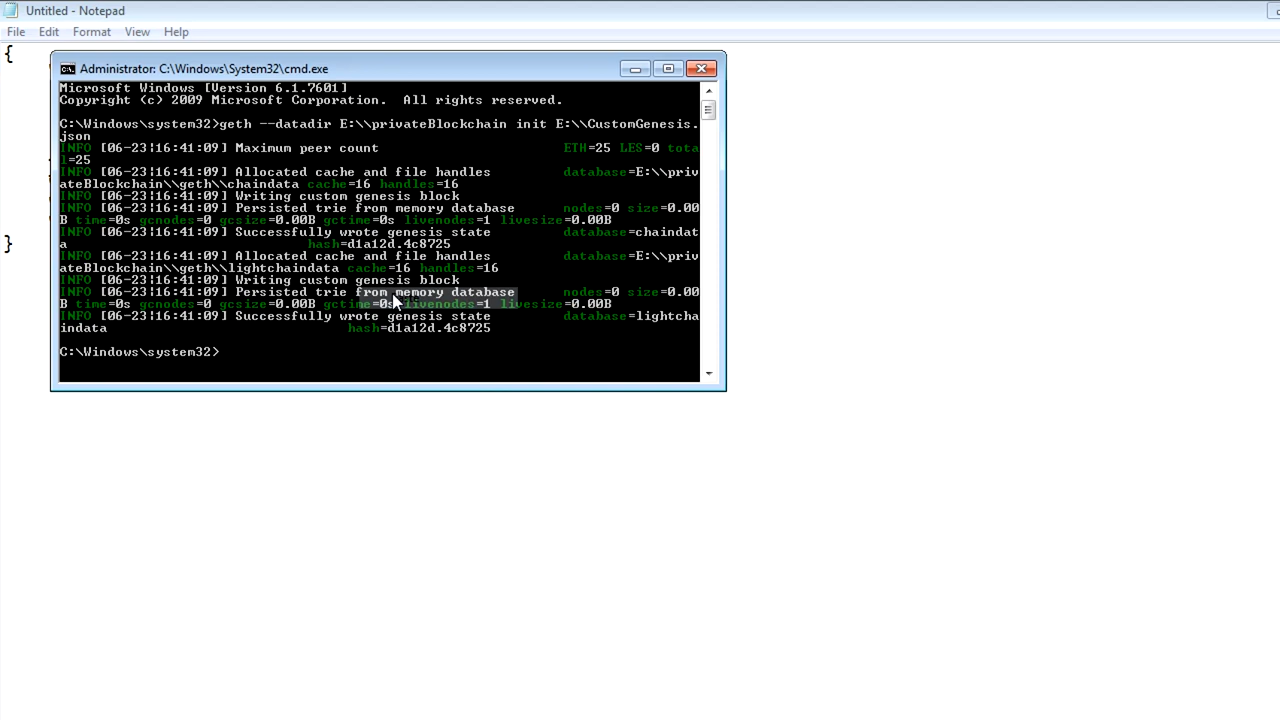 Untitled - Notepad
File Edit Format View Help
{
Administrator: C:\Windows\System32\cmd.exe
Microsoft Windows [Version 6.1.7601]
Copyright (c) 2009 Microsoft Corporation.  All rights reserved.
C:\Windows\system32>geth --datadir E:\\privateBlockchain init E:\\CustomGenesis.
json
INFO [06-23|16:41:09] Maximum peer count                       ETH=25 LES=0 tota
l=25
INFO [06-23|16:41:09] Allocated cache and file handles         database=E:\\priv
ateBlockchain\\geth\\chaindata cache=16 handles=16
INFO [06-23|16:41:09] Writing custom genesis block
INFO [06-23|16:41:09] Persisted trie from memory database      nodes=0 size=0.00
B time=0s gcnodes=0 gcsize=0.00B gctime=0s livenodes=1 livesize=0.00B
INFO [06-23|16:41:09] Successfully wrote genesis state         database=chaindat
a                              hash=d1a12d.4c8725
INFO [06-23|16:41:09] Allocated cache and file handles         database=E:\\priv
ateBlockchain\\geth\\lightchaindata cache=16 handles=16
INFO [06-23|16:41:09] Writing custom genesis block
INFO [06-23|16:41:09] Persisted trie from memory database      nodes=0 size=0.00
B time=0s gcnodes=0 gcsize=0.00B gctime=0s livenodes=1 livesize=0.00B
INFO [06-23|16:41:09] Successfully wrote genesis state         database=lightcha
indata                              hash=d1a12d.4c8725
C:\Windows\system32>
}